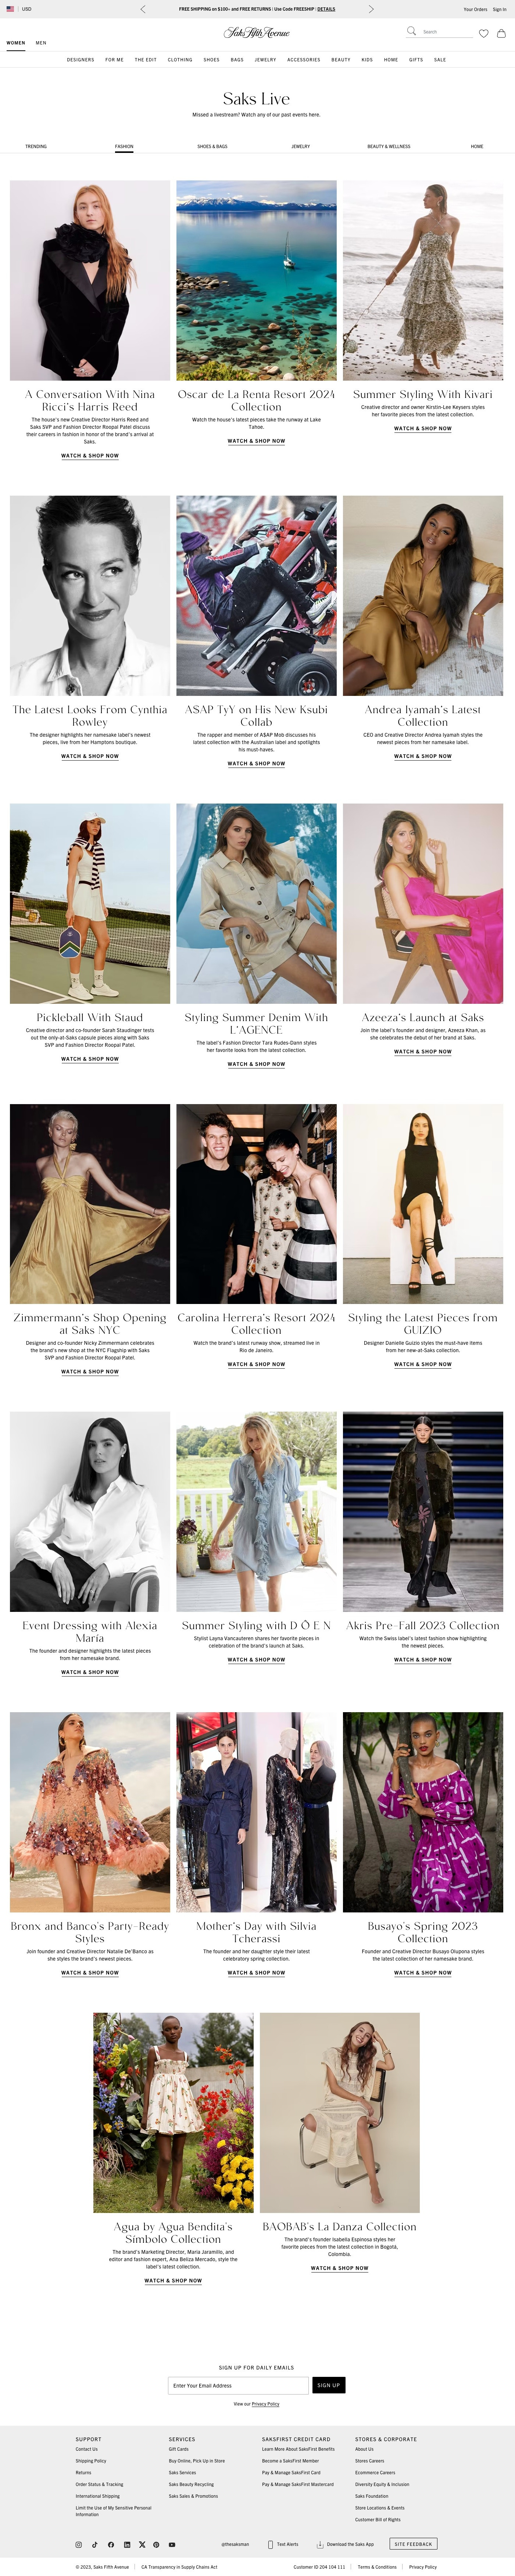 USD
FREE SHIPPING on $100+ and FREE RETURNS | Use Code FREESHIP | DETAILS
Your Orders
Sign In
WOMEN
MEN
Saks Fifth Avenue
Search
DESIGNERS
FOR ME
THE EDIT
CLOTHING
SHOES
BAGS
JEWELRY
ACCESSORIES
BEAUTY
KIDS
HOME
GIFTS
SALE
Saks Live
Missed a livestream? Watch any of our past events here.
TRENDING
FASHION
SHOES & BAGS
JEWELRY
BEAUTY & WELLNESS
HOME
A Conversation With Nina
Ricci's Harris Reed
The house's new Creative Director Harris Reed and
Saks SVP and Fashion Director Roopal Patel discuss
their careers in fashion in honor of the brand's arrival at
Saks.
WATCH & SHOP NOW
Oscar de La Renta Resort 2024
Collection
Watch the house's latest pieces take the runway at Lake
Tahoe.
WATCH & SHOP NOW
Summer Styling With Kivari
Creative director and owner Kirstin-Lee Keysers styles
her favorite pieces from the latest collection.
WATCH & SHOP NOW
The Latest Looks From Cynthia
Rowley
The designer highlights her namesake label's newest
pieces, live from her Hamptons boutique.
WATCH & SHOP NOW
A$AP TyY on His New Ksubi
Collab
The rapper and member of A$AP Mob discusses his
latest collection with the Australian label and spotlights
his must-haves.
WATCH & SHOP NOW
Andrea Iyamah's Latest
Collection
CEO and Creative Director Andrea Iyamah styles the
newest pieces from her namesake label.
WATCH & SHOP NOW
Pickleball With Staud
Creative director and co-founder Sarah Staudinger tests
out the only-at-Saks capsule pieces along with Saks
SVP and Fashion Director Roopal Patel.
WATCH & SHOP NOW
Styling Summer Denim With
L'AGENCE
The label's Fashion Director Tara Rudes-Dann styles
her favorite looks from the latest collection.
WATCH & SHOP NOW
Azeeza's Launch at Saks
Join the label's founder and designer, Azeeza Khan, as
she celebrates the debut of her brand at Saks.
WATCH & SHOP NOW
Zimmermann's Shop Opening
at Saks NYC
Designer and co-founder Nicky Zimmermann celebrates
the brand's new shop at the NYC Flagship with Saks
SVP and Fashion Director Roopal Patel.
WATCH & SHOP NOW
Carolina Herrera's Resort 2024
Collection
Watch the brand's latest runway show, streamed live in
Rio de Janeiro.
WATCH & SHOP NOW
Styling the Latest Pieces from
GUIZIO
Designer Danielle Guizio styles the must-have items
from her new-at-Saks collection.
WATCH & SHOP NOW
Event Dressing with Alexia
María
The founder and designer highlights the latest pieces
from her namesake brand.
WATCH & SHOP NOW
Summer Styling with D Ô E N
Stylist Layna Vancauteren shares her favorite pieces in
celebration of the brand's launch at Saks.
WATCH & SHOP NOW
Akris Pre-Fall 2023 Collection
Watch the Swiss label's latest fashion show highlighting
the newest pieces.
WATCH & SHOP NOW
Bronx and Banco's Party-Ready
Styles
Join founder and Creative Director Natalie De'Banco as
she styles the brand's newest pieces.
WATCH & SHOP NOW
Mother's Day with Silvia
Tcherassi
The founder and her daughter style their latest
celebratory spring collection.
WATCH & SHOP NOW
Busayo's Spring 2023
Collection
Founder and Creative Director Busayo Olupona styles
the latest collection of her namesake brand.
WATCH & SHOP NOW
Agua by Agua Bendita's
Símbolo Collection
The brand's Marketing Director, Maria Jaramillo, and
editor and fashion expert, Ana Beliza Mercado, style the
label's latest collection.
WATCH & SHOP NOW
BAOBAB's La Danza Collection
The brand's founder Isabella Espinosa styles her
favorite pieces from the latest collection in Bogotá,
Colombia.
WATCH & SHOP NOW
SIGN UP FOR DAILY EMAILS
Enter Your Email Address
SIGN UP
View our Privacy Policy
SUPPORT
Contact Us
Shipping Policy
Returns
Order Status & Tracking
International Shipping
Limit the Use of My Sensitive Personal
Information
SERVICES
Gift Cards
Buy Online, Pick Up in Store
Saks Services
Saks Beauty Recycling
Saks Sales & Promotions
SAKSFIRST CREDIT CARD
Learn More About SaksFirst Benefits
Become a SaksFirst Member
Pay & Manage SaksFirst Card
Pay & Manage SaksFirst Mastercard
STORES & CORPORATE
About Us
Stores Careers
Ecommerce Careers
Diversity Equity & Inclusion
Saks Foundation
Store Locations & Events
Customer Bill of Rights
@thesaksman
Text Alerts
Download the Saks App
SITE FEEDBACK
© 2023, Saks Fifth Avenue
CA Transparency in Supply Chains Act
Customer ID 204 104 111
Terms & Conditions
Privacy Policy